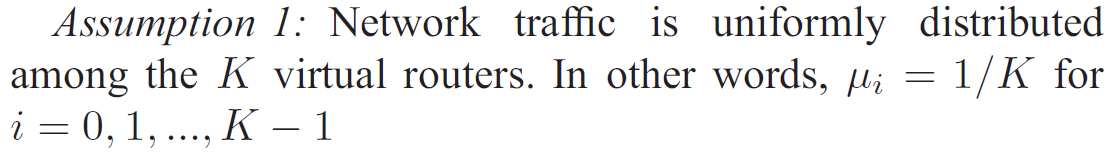 Assumption 1: Network traffic is uniformly distributed
among the K virtual routers. In other words, μᵢ = 1/K for
i = 0, 1, ..., K − 1